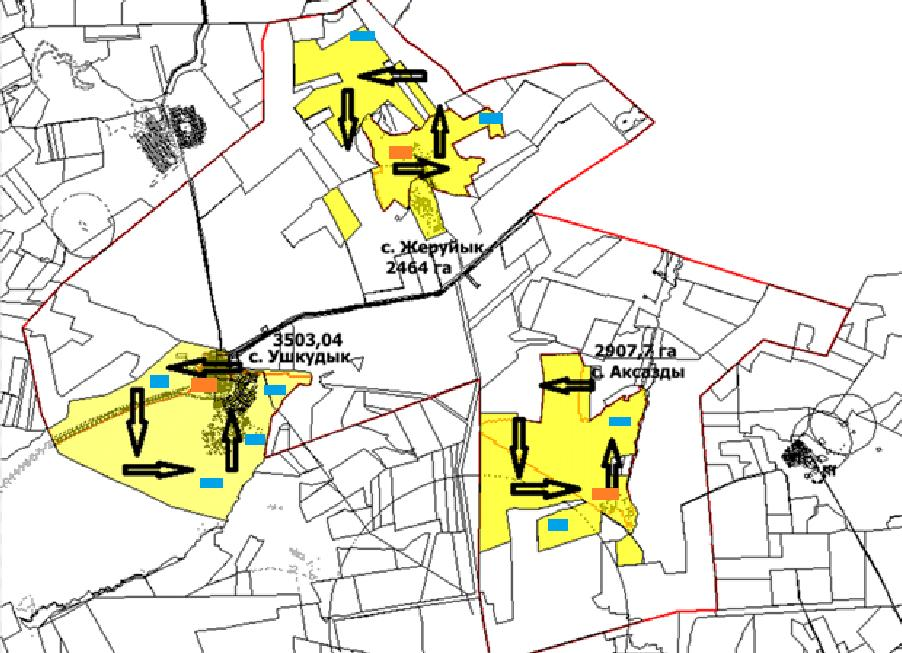 с. Жеруйык
2464 га
3503,04
с. Ушкудык
2907,7 га
с. Аксазды